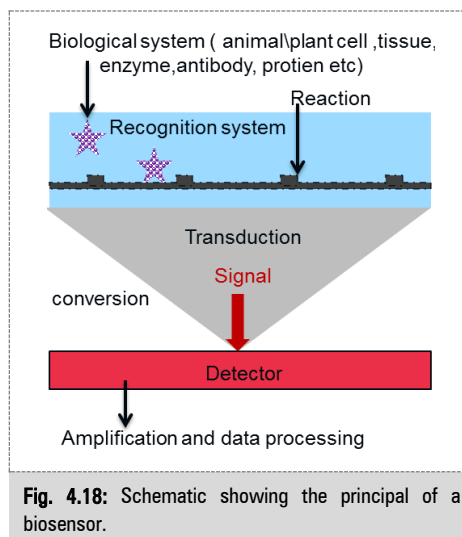 Biological system ( animal\plant cell ,tissue,
enzyme,antibody, protien etc)
Reaction
Recognition system
Transduction
Signal
conversion
Detector
Amplification and data processing
Fig. 4.18: Schematic showing the principal of a
biosensor.